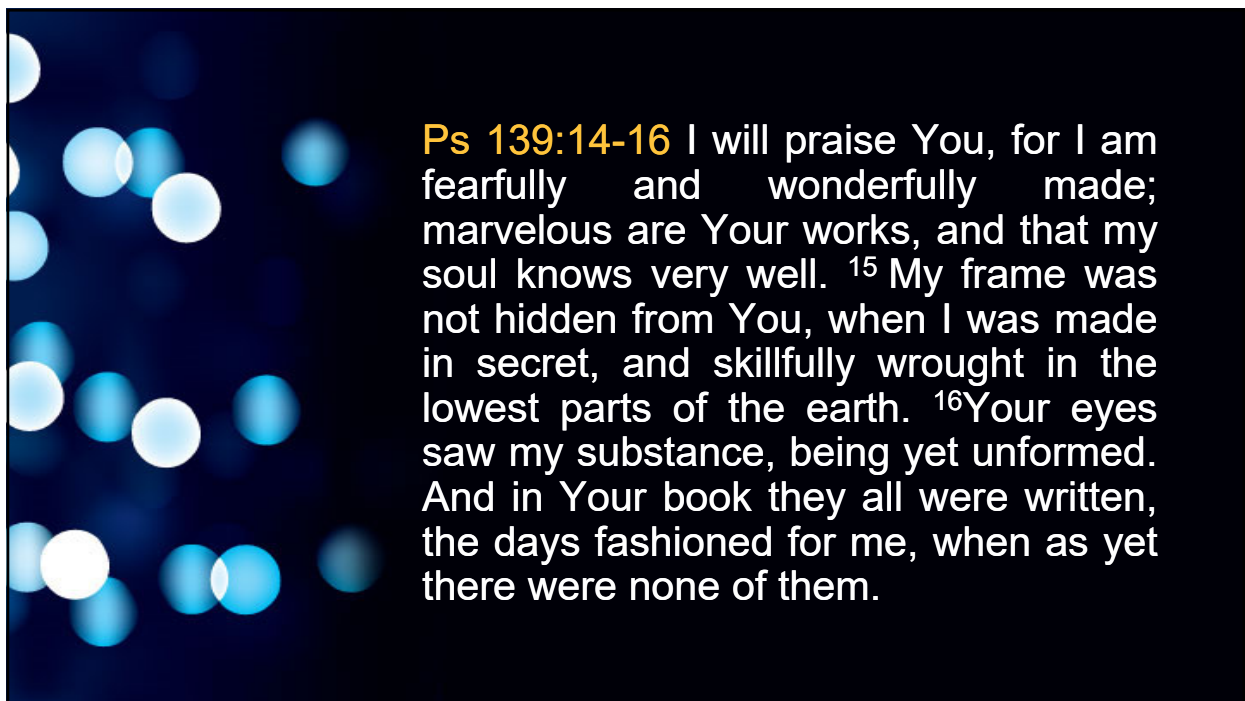 Ps 139:14-16 I will praise You, for I am
fearfully and wonderfully made;
marvelous are Your works, and that my
soul knows very well. 15 My frame was
not hidden from You, when I was made
in secret, and skillfully wrought in the
lowest parts of the earth. 16Your eyes
saw my substance, being yet unformed.
And in Your book they all were written,
the days fashioned for me, when as yet
there were none of them.